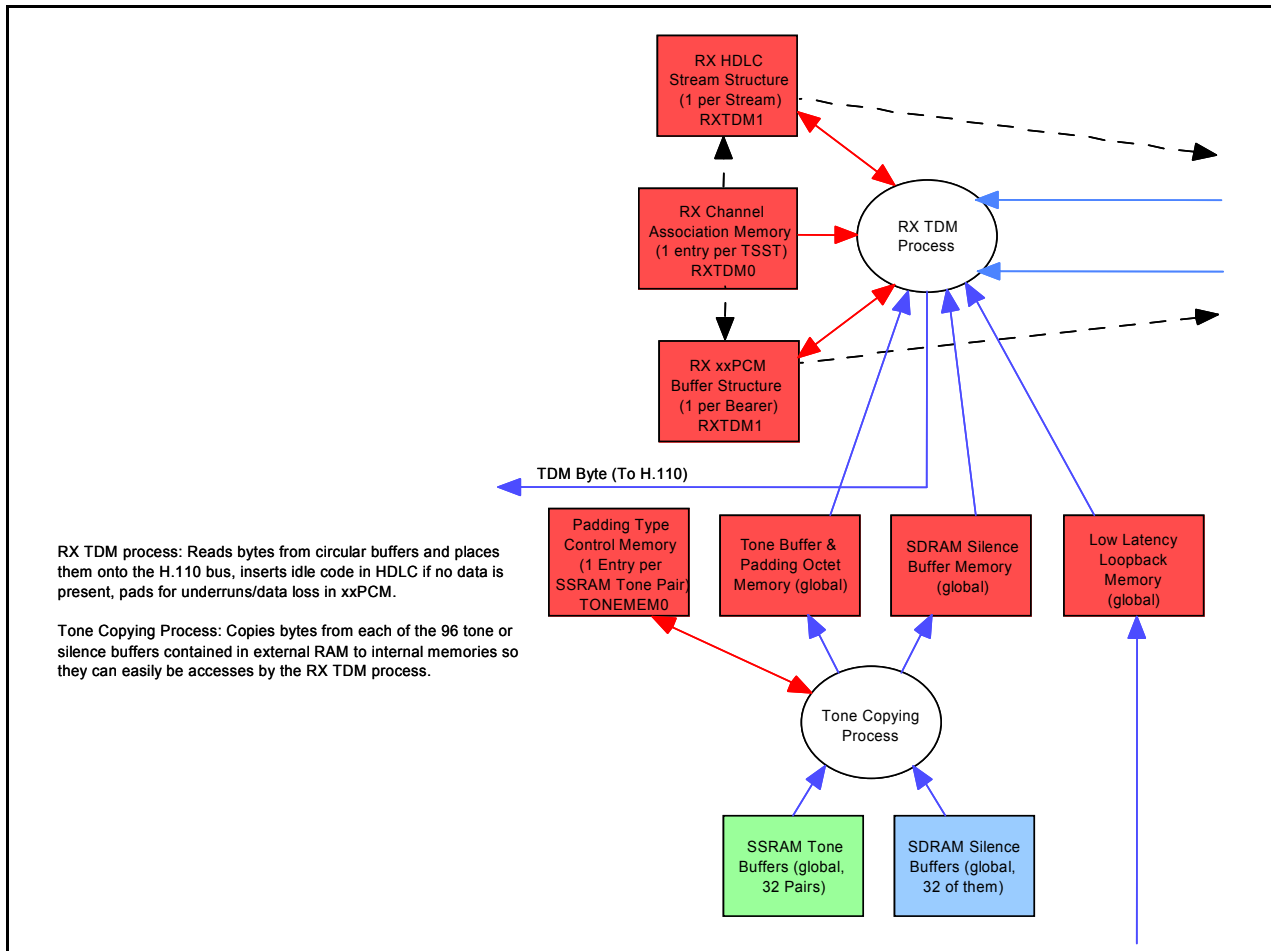 RX HDLC
Stream Structure
(1 per Stream)
RXTDM1
RX Channel
Association Memory
(1 entry per TSST)
RXTDM0
RX TDM
Process
RX xxPCM
Buffer Structure
(1 per Bearer)
RXTDM1
TDM Byte (To H.110)
Padding Type
Control Memory
(1 Entry per
SSRAM Tone Pair)
TONEMEM0
Tone Buffer &
Padding Octet
Memory (global)
SDRAM Silence
Buffer Memory
(global)
Low Latency
Loopback
Memory
(global)
RX TDM process: Reads bytes from circular buffers and places
them onto the H.110 bus, inserts idle code in HDLC if no data is
present, pads for underruns/data loss in xxPCM.
Tone Copying Process: Copies bytes from each of the 96 tone or
silence buffers contained in external RAM to internal memories so
they can easily be accesses by the RX TDM process.
Tone Copying
Process
SSRAM Tone
Buffers (global,
32 Pairs)
SDRAM Silence
Buffers (global,
32 of them)